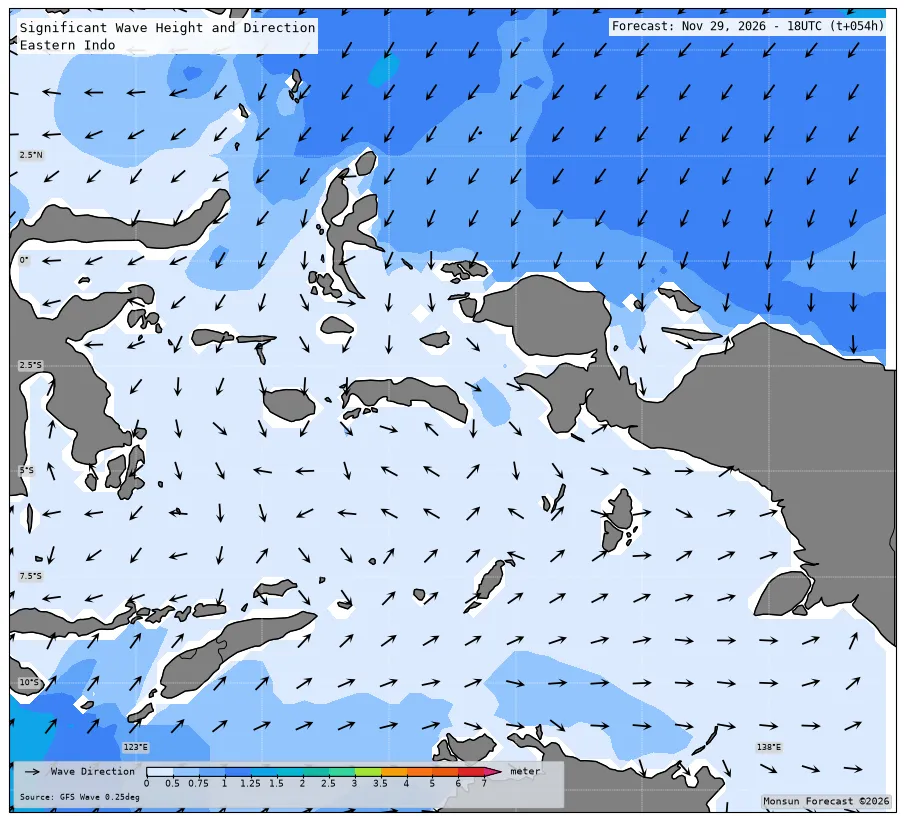 Significant Wave Height and Direction
Eastern Indo
Forecast: Nov 29, 2026 - 18UTC (t+054h)
2.5°N
0°
2.5°S
5°S
7.5°S
10°S
123°E
138°E
Wave Direction
meter
0 0.5 0.75 1 1.25 1.5 2 2.5 3 3.5 4 5 6 7
Source: GFS Wave 0.25deg
Monsun Forecast ©2026